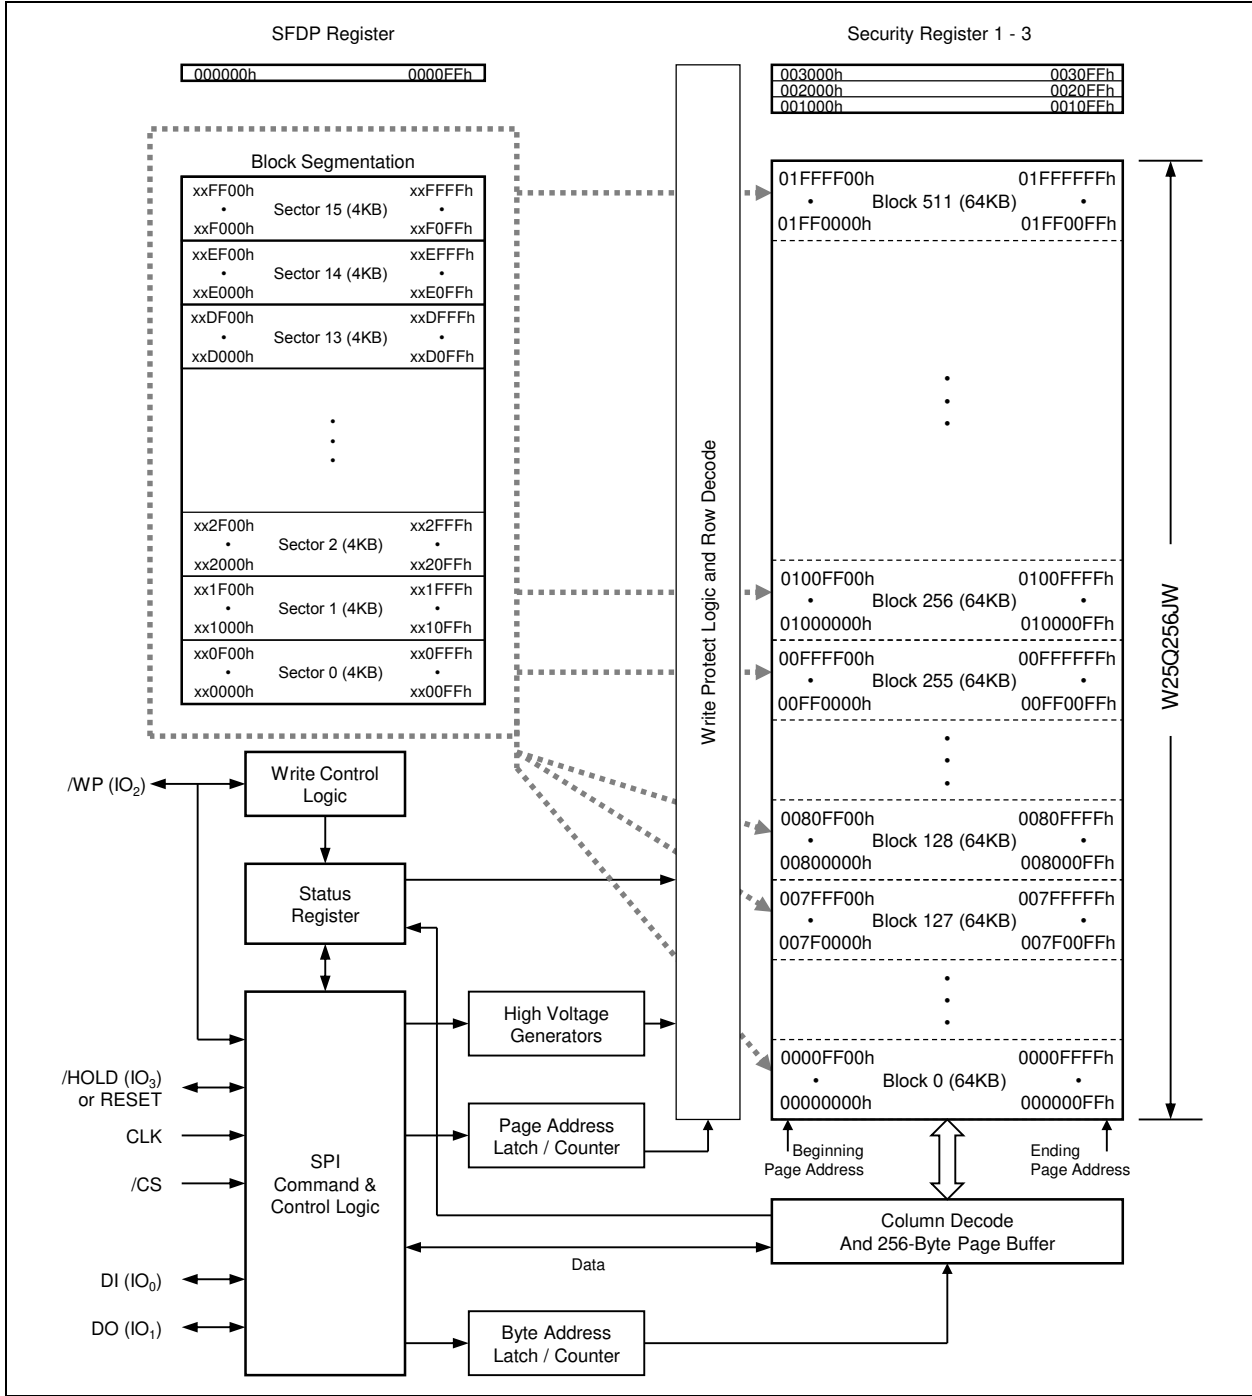 SFDP Register
000000h 0000FFh
Security Register 1 - 3
003000h 0030FFh
002000h 0020FFh
001000h 0010FFh
Block Segmentation
xxFF00h xxFFFFh
• Sector 15 (4KB) •
xxF000h xxF0FFh
xxEF00h xxEFFFh
• Sector 14 (4KB) •
xxE000h xxE0FFh
xxDF00h xxDFFFh
• Sector 13 (4KB) •
xxD000h xxD0FFh
xx2F00h xx2FFFh
• Sector 2 (4KB) •
xx2000h xx20FFh
xx1F00h xx1FFFh
• Sector 1 (4KB) •
xx1000h xx10FFh
xx0F00h xx0FFFh
• Sector 0 (4KB) •
xx0000h xx00FFh
Write Protect Logic and Row Decode
01FFFF00h 01FFFFFFh
• Block 511 (64KB) •
01FF0000h 01FF00FFh
0100FF00h 0100FFFFh
• Block 256 (64KB) •
01000000h 010000FFh
00FFFF00h 00FFFFFFh
• Block 255 (64KB) •
00FF0000h 00FF00FFh
0080FF00h 0080FFFFh
• Block 128 (64KB) •
00800000h 008000FFh
007FFF00h 007FFFFFh
• Block 127 (64KB) •
007F0000h 007F00FFh
0000FF00h 0000FFFFh
• Block 0 (64KB) •
00000000h 000000FFh
W25Q256JW
Beginning
Page Address
Ending
Page Address
/WP (IO2)
Write Control
Logic
Status
Register
High Voltage
Generators
/HOLD (IO3)
or RESET
CLK
/CS
DI (IO0)
DO (IO1)
SPI
Command &
Control Logic
Page Address
Latch / Counter
Column Decode
And 256-Byte Page Buffer
Data
Byte Address
Latch / Counter